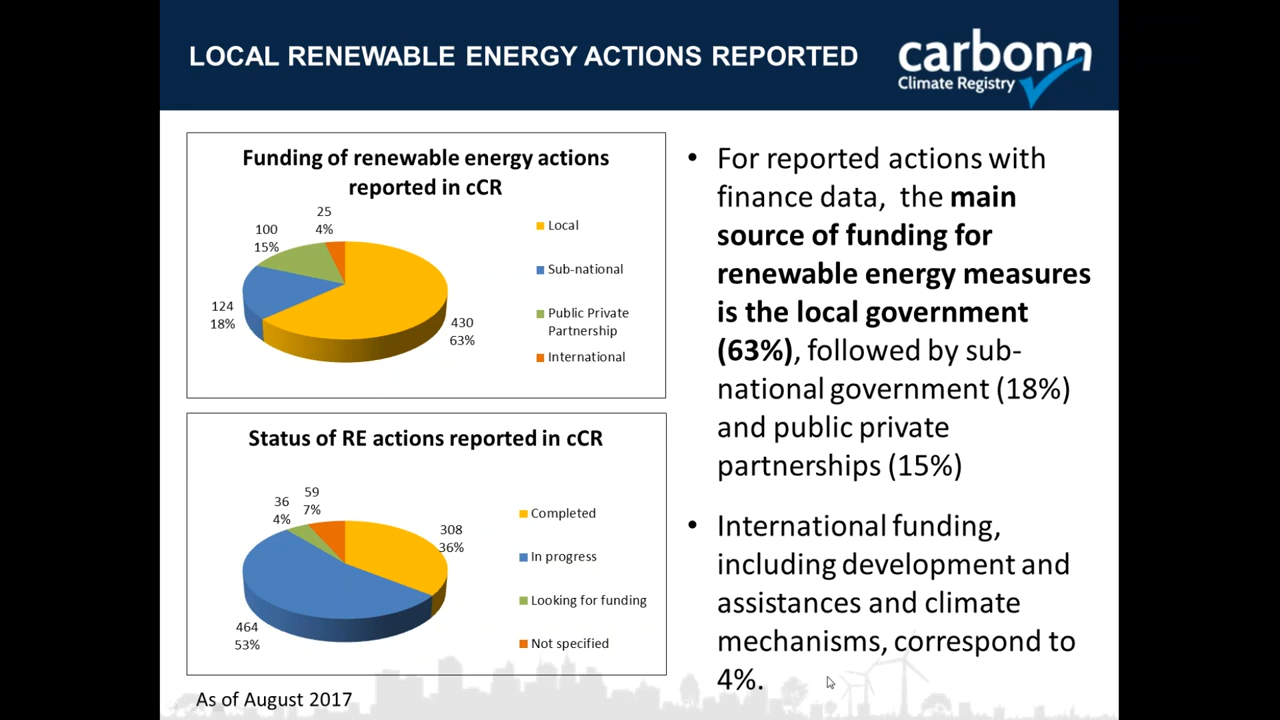 LOCAL RENEWABLE ENERGY ACTIONS REPORTED
carbonn
Climate Registry
Funding of renewable energy actions
reported in cCR
25
4%
100
15%
124
18%
430
63%
Local
Sub-national
Public Private
Partnership
International
Status of RE actions reported in cCR
59
7%
36
4%
308
36%
464
53%
Completed
In progress
Looking for funding
Not specified
As of August 2017
• For reported actions with
finance data, the main
source of funding for
renewable energy measures
is the local government
(63%), followed by sub-
national government (18%)
and public private
partnerships (15%)
• International funding,
including development and
assistances and climate
mechanisms, correspond to
4%.